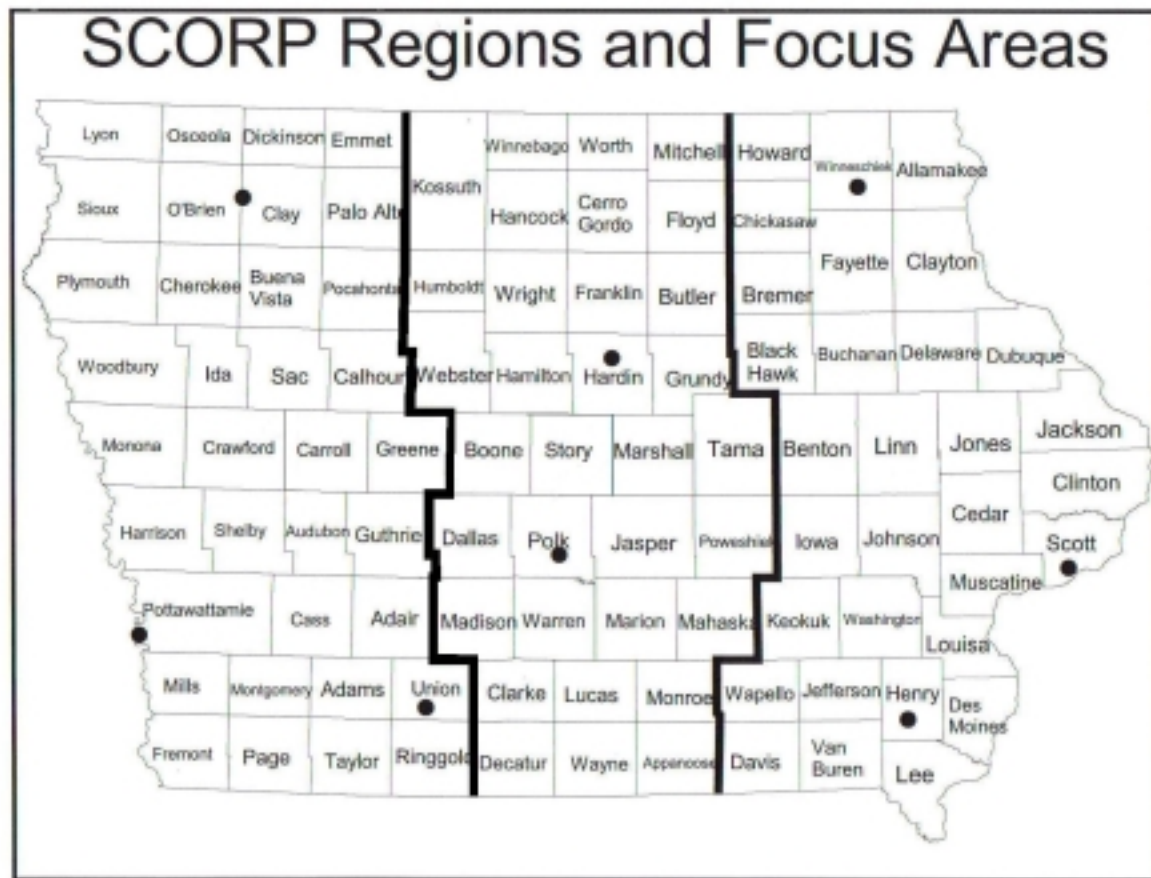 SCORP Regions and Focus Areas
Lyon
Osceola
Dickinson
Emmet
Kossuth
Winnebago
Worth
Mitchell
Howard
Winneschiek
Allamakee
Sioux
O'Brien
Clay
Palo Alto
Hancock
Cerro
Gordo
Floyd
Chickasaw
Fayette
Clayton
Plymouth
Cherokee
Buena
Vista
Pocahontas
Humboldt
Wright
Franklin
Butler
Bremer
Woodbury
Ida
Sac
Calhoun
Webster
Hamilton
Hardin
Grundy
Black
Hawk
Buchanan
Delaware
Dubuque
Monona
Crawford
Carroll
Greene
Boone
Story
Marshall
Tama
Benton
Linn
Jones
Jackson
Clinton
Harrison
Shelby
Audubon
Guthrie
Dallas
Polk
Jasper
Poweshiek
Iowa
Johnson
Cedar
Scott
Muscatine
Pottawattamie
Cass
Adair
Madison
Warren
Marion
Mahaska
Keokuk
Washington
Louisa
Mills
Montgomery
Adams
Union
Clarke
Lucas
Monroe
Wapello
Jefferson
Henry
Des
Moines
Fremont
Page
Taylor
Ringgold
Decatur
Wayne
Appanoose
Davis
Van
Buren
Lee